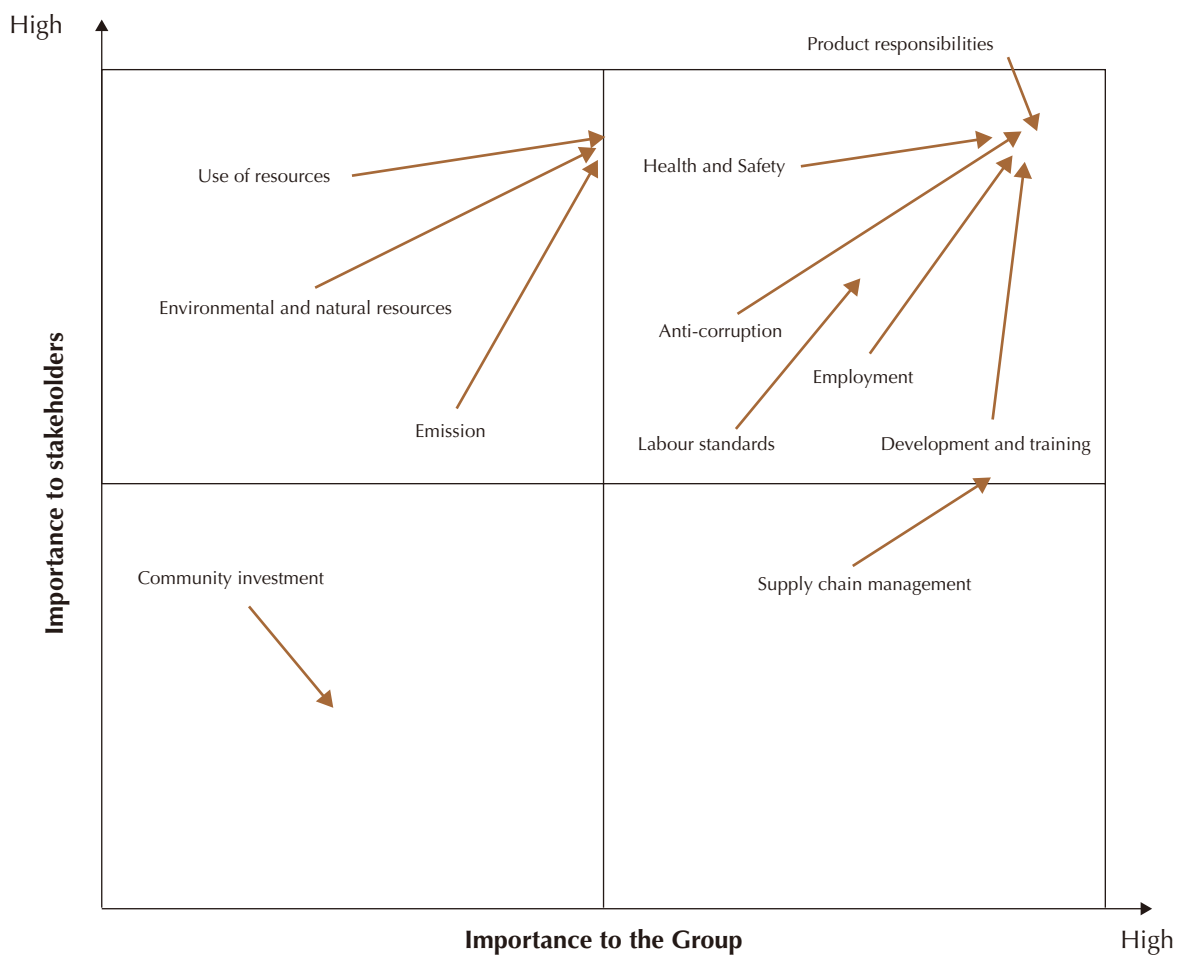 High
Product responsibilities
Health and Safety
Use of resources
Environmental and natural resources
Anti-corruption
Employment
Emission
Labour standards
Development and training
Importance to stakeholders
Community investment
Supply chain management
Importance to the Group
High